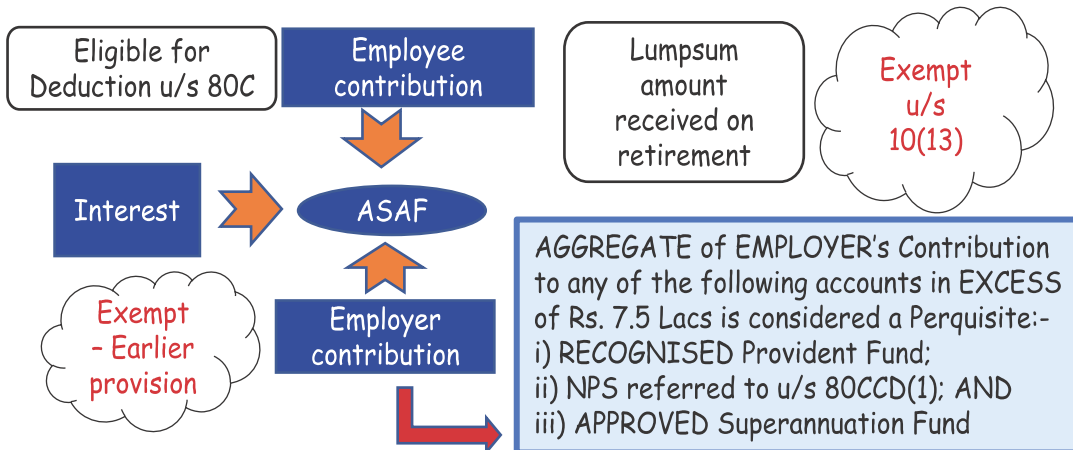 Eligible for
Deduction u/s 80C
Employee
contribution
Lumpsum
amount
received on
retirement
Exempt
u/s
10(13)
Interest
ASAF
Exempt
– Earlier
provision
Employer
contribution
AGGREGATE of EMPLOYER's Contribution
to any of the following accounts in EXCESS
of Rs. 7.5 Lacs is considered a Perquisite:-
i) RECOGNISED Provident Fund;
ii) NPS referred to u/s 80CCD(1); AND
iii) APPROVED Superannuation Fund